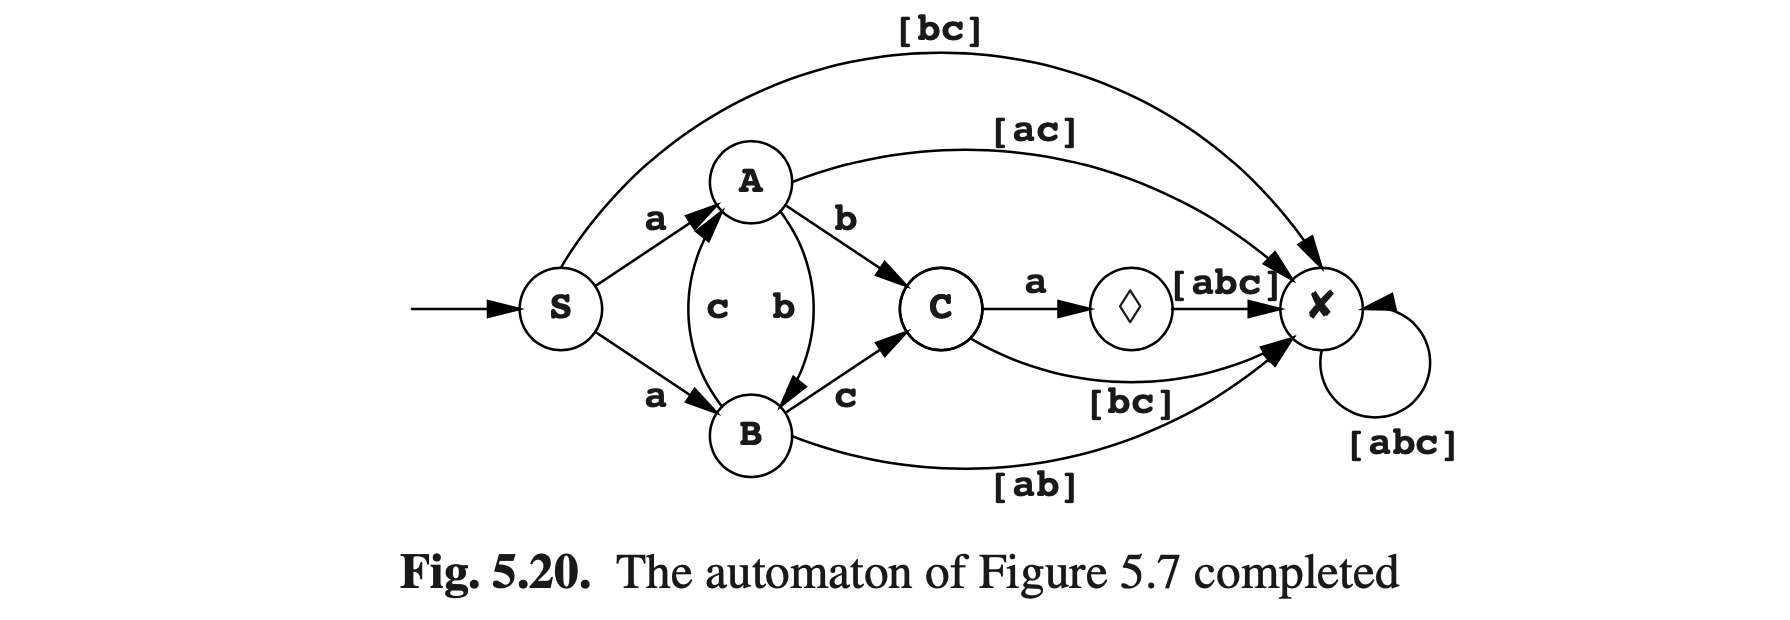 [bc]
[ac]
A
a
b
S
c
b
C
a
◇
[abc]
✘
a
B
c
[bc]
[ab]
[abc]
Fig. 5.20. The automaton of Figure 5.7 completed